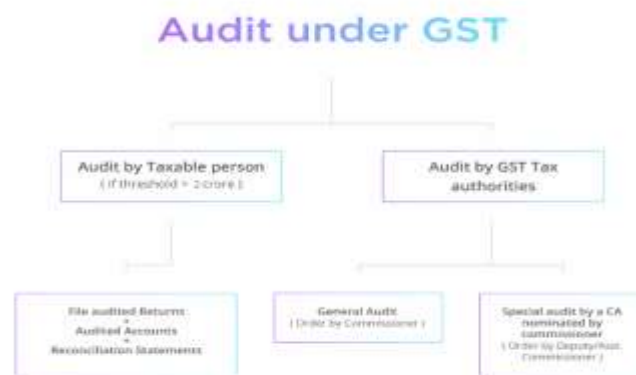 Audit under GST
Audit by Taxable person
( if threshold > 2 crore )
Audit by GST Tax
authorities
File audited Returns
+
Audited Accounts
+
Reconciliation Statements
General Audit
( Order by Commissioner )
Special audit by a CA
nominated by
commissioner
( Order by Deputy/Asst.
Commissioner )